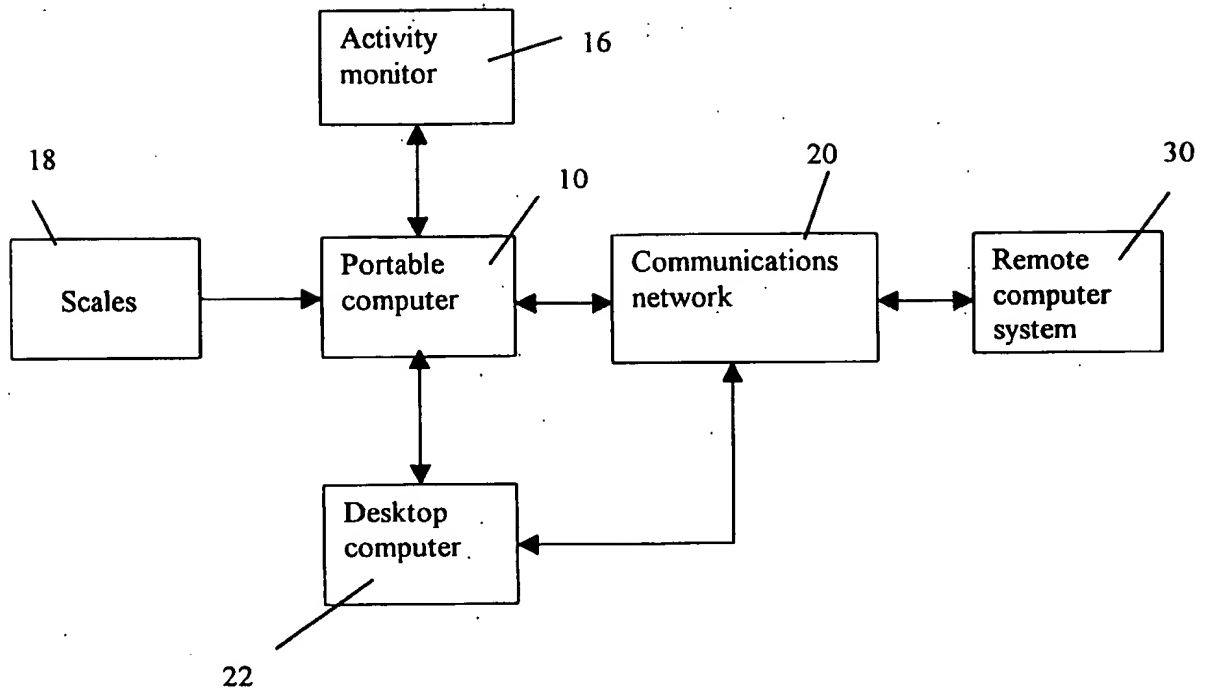 Activity
monitor
16
18
10
20
30
Scales
Portable
computer
Communications
network
Remote
computer
system
Desktop
computer
22